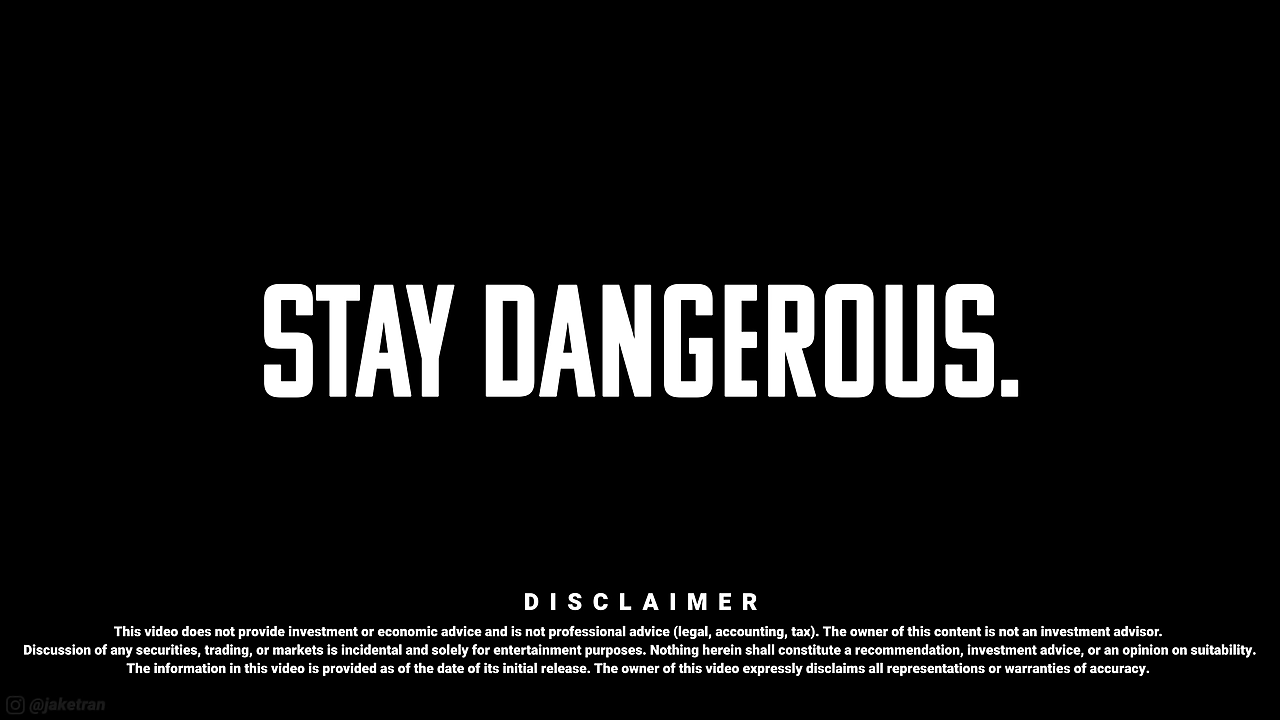 STAY DANGEROUS.
DISCLAIMER
This video does not provide investment or economic advice and is not professional advice (legal, accounting, tax). The owner of this content is not an investment advisor.
Discussion of any securities, trading, or markets is incidental and solely for entertainment purposes. Nothing herein shall constitute a recommendation, investment advice, or an opinion on suitability.
The information in this video is provided as of the date of its initial release. The owner of this video expressly disclaims all representations or warranties of accuracy.
@jaketran